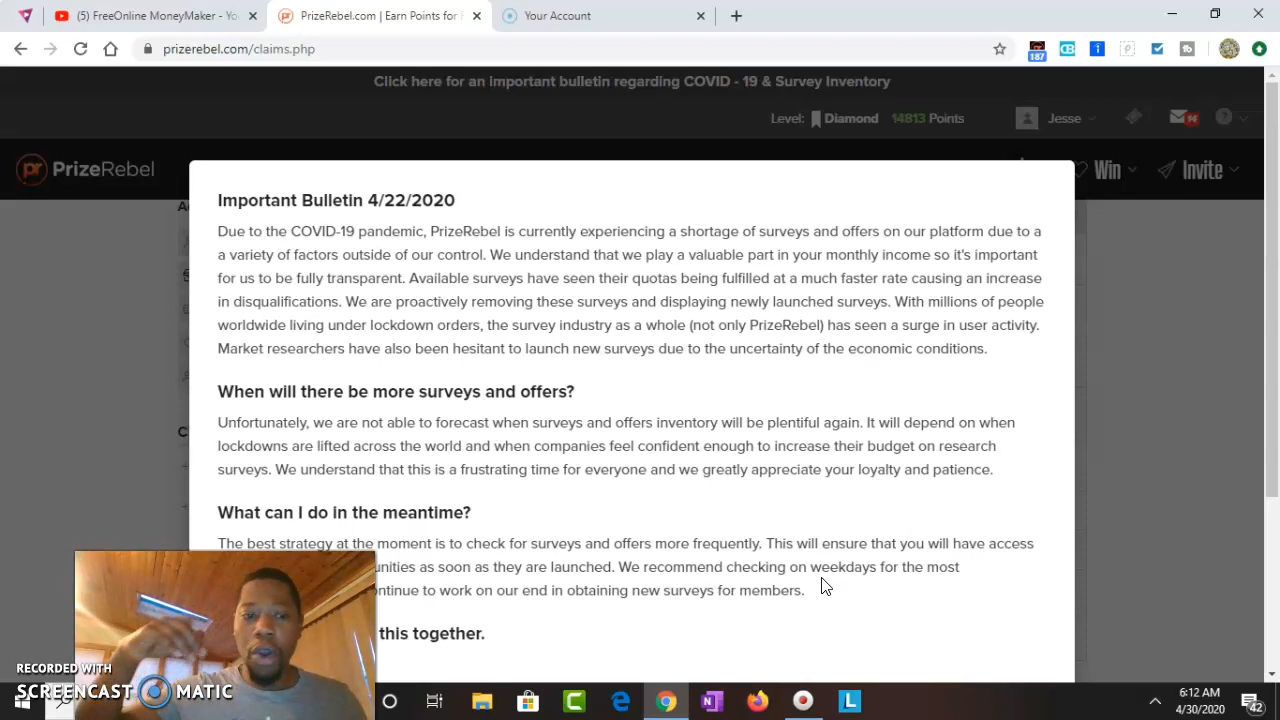 (5) FreeOnline MoneyMaker - Yo
PrizeRebel.com | Earn Points for
Your Account
prizerebel.com/claims.php
187
Click here for an important bulletin regarding COVID - 19 & Survey Inventory
Level: Diamond 14813 Points Jesse
pr PrizeRebel Win Invite
Important Bulletin 4/22/2020
Due to the COVID-19 pandemic, PrizeRebel is currently experiencing a shortage of surveys and offers on our platform due to a
a variety of factors outside of our control. We understand that we play a valuable part in your monthly income so it's important
for us to be fully transparent. Available surveys have seen their quotas being fulfilled at a much faster rate causing an increase
in disqualifications. We are proactively removing these surveys and displaying newly launched surveys. With millions of people
worldwide living under lockdown orders, the survey industry as a whole (not only PrizeRebel) has seen a surge in user activity.
Market researchers have also been hesitant to launch new surveys due to the uncertainty of the economic conditions.
When will there be more surveys and offers?
Unfortunately, we are not able to forecast when surveys and offers inventory will be plentiful again. It will depend on when
lockdowns are lifted across the world and when companies feel confident enough to increase their budget on research
surveys. We understand that this is a frustrating time for everyone and we greatly appreciate your loyalty and patience.
What can I do in the meantime?
The best strategy at the moment is to check for surveys and offers more frequently. This will ensure that you will have access
unities as soon as they are launched. We recommend checking on weekdays for the most
ontinue to work on our end in obtaining new surveys for members.
this together.
RECORDED WITH
SCREENCAST MATIC
6:12 AM
4/30/2020
42